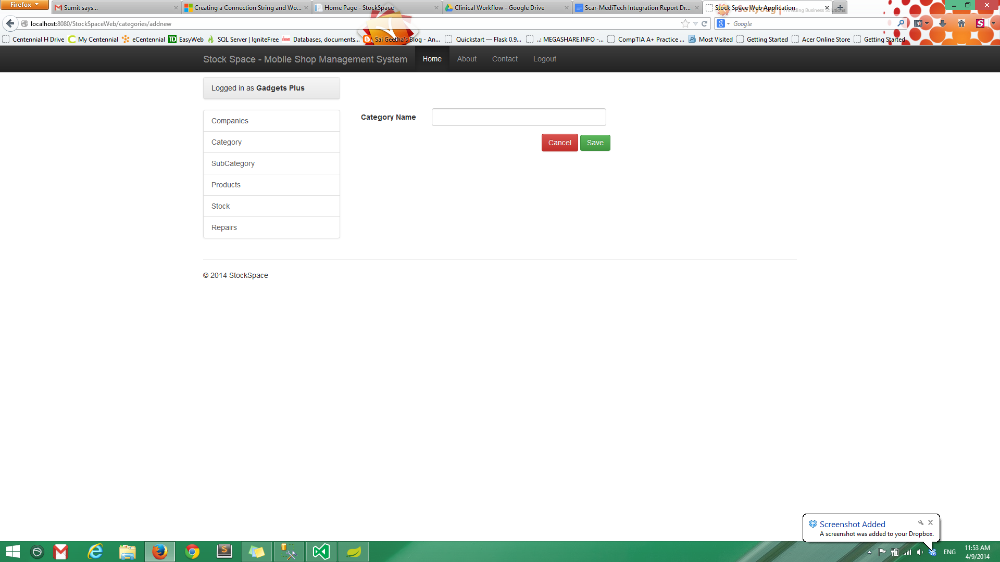 Firefox
Sumit says...
Creating a Connection String and Wo...
Home Page - StockSpace
Clinical Workflow - Google Drive
Scar-MediTech Integration Report Dr...
Stock Space Web Application
Providing Business Solutions
localhost:8080/StockSpaceWeb/categories/addnew
Google
Centennial H Drive
My Centennial
eCentennial
EasyWeb
SQL Server | IgniteFree
Databases, documents...
Sai Geetha's Blog - An...
Quickstart — Flask 0.9...
..: MEGASHARE.INFO -...
CompTIA A+ Practice ...
Most Visited
Getting Started
Acer Online Store
Getting Started
Stock Space - Mobile Shop Management System
Home
About
Contact
Logout
Logged in as Gadgets Plus
Companies
Category
SubCategory
Products
Stock
Repairs
Category Name
Cancel
Save
© 2014 StockSpace
Screenshot Added
A screenshot was added to your Dropbox.
ENG
11:53 AM
4/9/2014